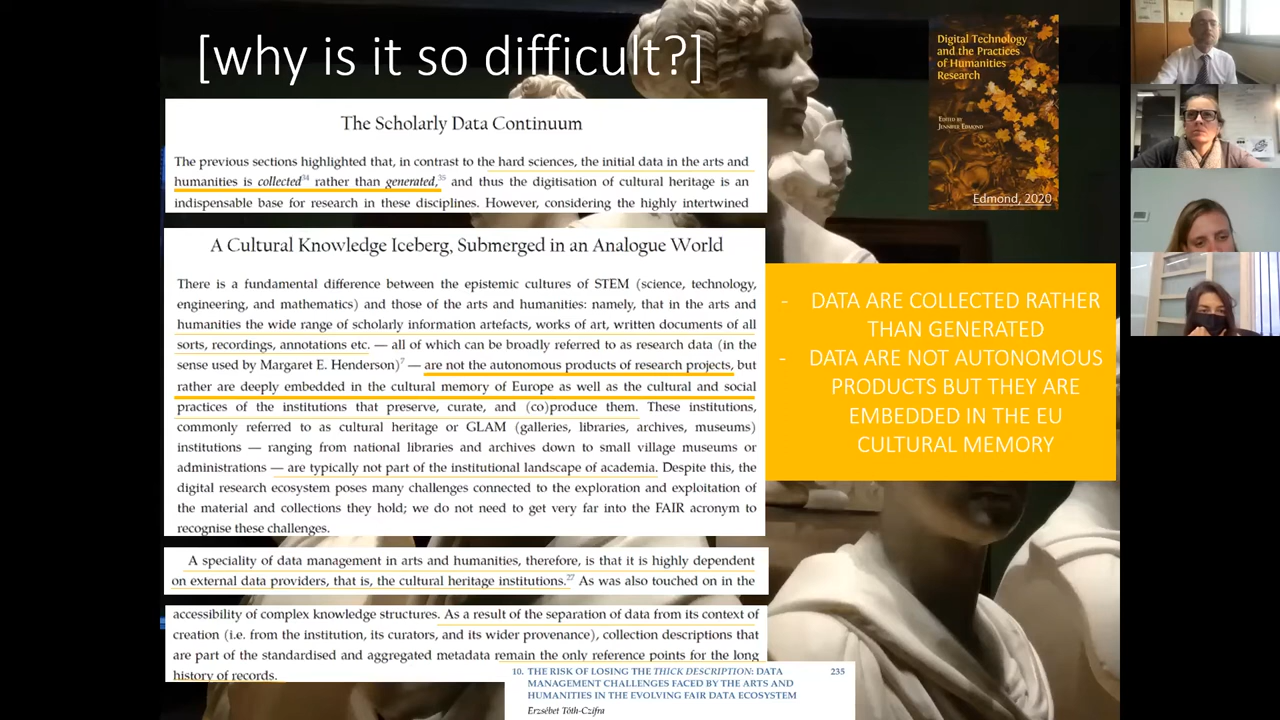 [why is it so difficult?]
The Scholarly Data Continuum
The previous sections highlighted that, in contrast to the hard sciences, the initial data in the arts and
humanities is collected34 rather than generated,35 and thus the digitisation of cultural heritage is an
indispensable base for research in these disciplines. However, considering the highly intertwined
A Cultural Knowledge Iceberg, Submerged in an Analogue World
There is a fundamental difference between the epistemic cultures of STEM (science, technology,
engineering, and mathematics) and those of the arts and humanities: namely, that in the arts and
humanities the wide range of scholarly information artefacts, works of art, written documents of all
sorts, recordings, annotations etc. — all of which can be broadly referred to as research data (in the
sense used by Margaret E. Henderson)7 — are not the autonomous products of research projects, but
rather are deeply embedded in the cultural memory of Europe as well as the cultural and social
practices of the institutions that preserve, curate, and (co)produce them. These institutions,
commonly referred to as cultural heritage or GLAM (galleries, libraries, archives, museums)
institutions — ranging from national libraries and archives down to small village museums or
administrations — are typically not part of the institutional landscape of academia. Despite this, the
digital research ecosystem poses many challenges connected to the exploration and exploitation of
the material and collections they hold; we do not need to get very far into the FAIR acronym to
recognise these challenges.
A speciality of data management in arts and humanities, therefore, is that it is highly dependent
on external data providers, that is, the cultural heritage institutions.27 As was also touched on in the
accessibility of complex knowledge structures. As a result of the separation of data from its context of
creation (i.e. from the institution, its curators, and its wider provenance), collection descriptions that
are part of the standardised and aggregated metadata remain the only reference points for the long
history of records.
10. THE RISK OF LOSING THE THICK DESCRIPTION: DATA 235
MANAGEMENT CHALLENGES FACED BY THE ARTS AND
HUMANITIES IN THE EVOLVING FAIR DATA ECOSYSTEM
Erzsébet Tóth-Czifra
Digital Technology
and the Practices
of Humanities
Research
EDITED BY
JENNIFER EDMOND
Edmond, 2020
- DATA ARE COLLECTED RATHER
THAN GENERATED
- DATA ARE NOT AUTONOMOUS
PRODUCTS BUT THEY ARE
EMBEDDED IN THE EU
CULTURAL MEMORY